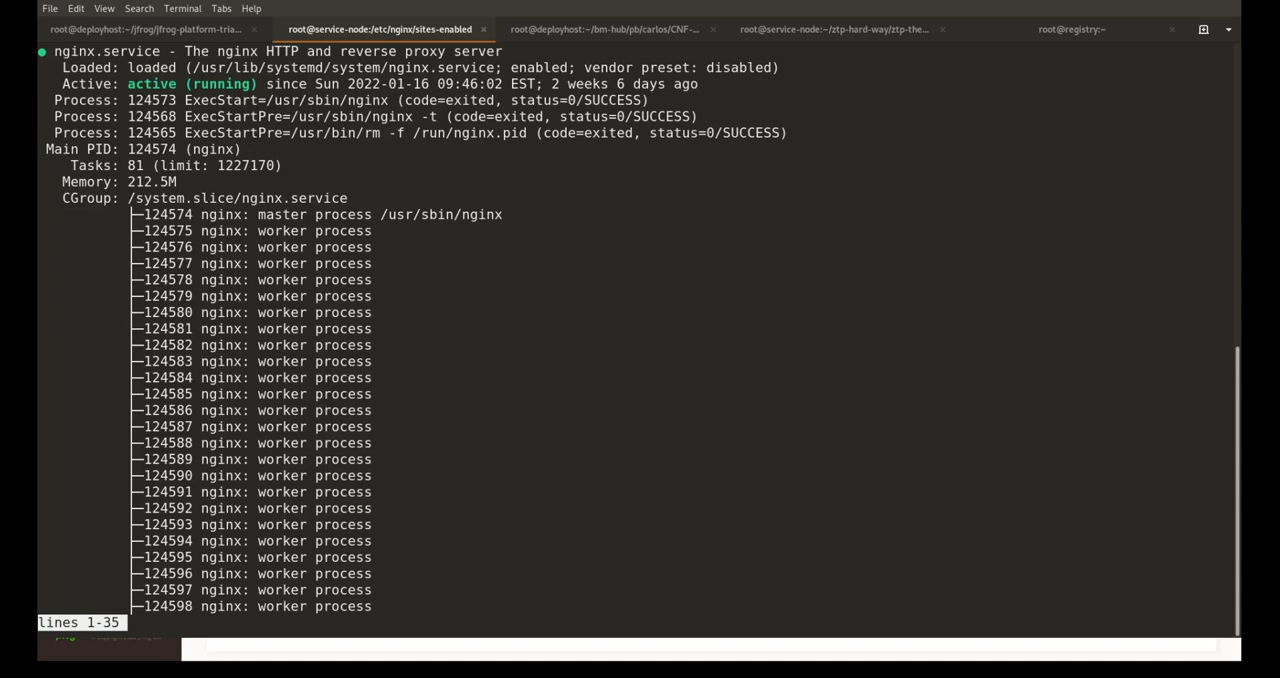 File Edit View Search Terminal Tabs Help
root@deployhost:~/jfrog/jfrog-platform-tria... × root@service-node:/etc/nginx/sites-enabled × root@deployhost:~/bm-hub/pb/carlos/CNF-... × root@service-node:~/ztp-hard-way/ztp-the... × root@registry:~ ×
● nginx.service - The nginx HTTP and reverse proxy server
Loaded: loaded (/usr/lib/systemd/system/nginx.service; enabled; vendor preset: disabled)
Active: active (running) since Sun 2022-01-16 09:46:02 EST; 2 weeks 6 days ago
Process: 124573 ExecStart=/usr/sbin/nginx (code=exited, status=0/SUCCESS)
Process: 124568 ExecStartPre=/usr/sbin/nginx -t (code=exited, status=0/SUCCESS)
Process: 124565 ExecStartPre=/usr/bin/rm -f /run/nginx.pid (code=exited, status=0/SUCCESS)
Main PID: 124574 (nginx)
Tasks: 81 (limit: 1227170)
Memory: 212.5M
CGroup: /system.slice/nginx.service
├─124574 nginx: master process /usr/sbin/nginx
├─124575 nginx: worker process
├─124576 nginx: worker process
├─124577 nginx: worker process
├─124578 nginx: worker process
├─124579 nginx: worker process
├─124580 nginx: worker process
├─124581 nginx: worker process
├─124582 nginx: worker process
├─124583 nginx: worker process
├─124584 nginx: worker process
├─124585 nginx: worker process
├─124586 nginx: worker process
├─124587 nginx: worker process
├─124588 nginx: worker process
├─124589 nginx: worker process
├─124590 nginx: worker process
├─124591 nginx: worker process
├─124592 nginx: worker process
├─124593 nginx: worker process
├─124594 nginx: worker process
├─124595 nginx: worker process
├─124596 nginx: worker process
├─124597 nginx: worker process
├─124598 nginx: worker process
lines 1-35